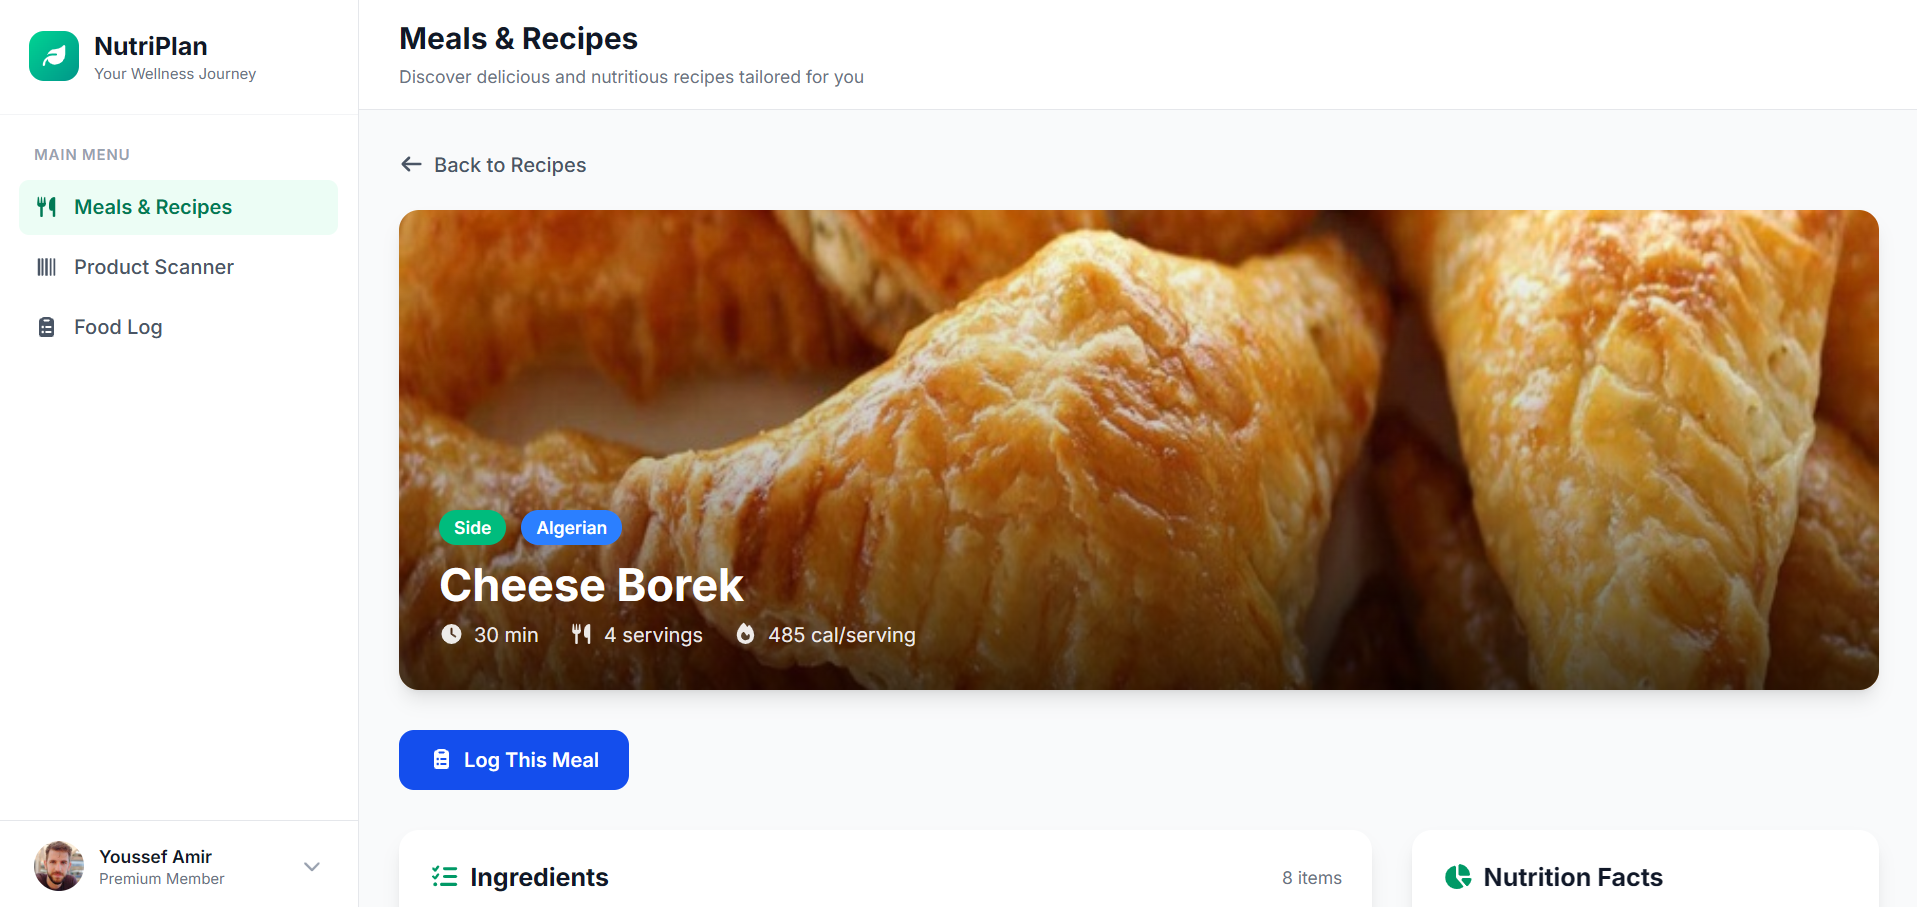 NutriPlan
Your Wellness Journey
MAIN MENU
Meals & Recipes
Product Scanner
Food Log
Youssef Amir
Premium Member
Meals & Recipes
Discover delicious and nutritious recipes tailored for you
Back to Recipes
Side Algerian
Cheese Borek
30 min 4 servings 485 cal/serving
Log This Meal
Ingredients 8 items
Nutrition Facts